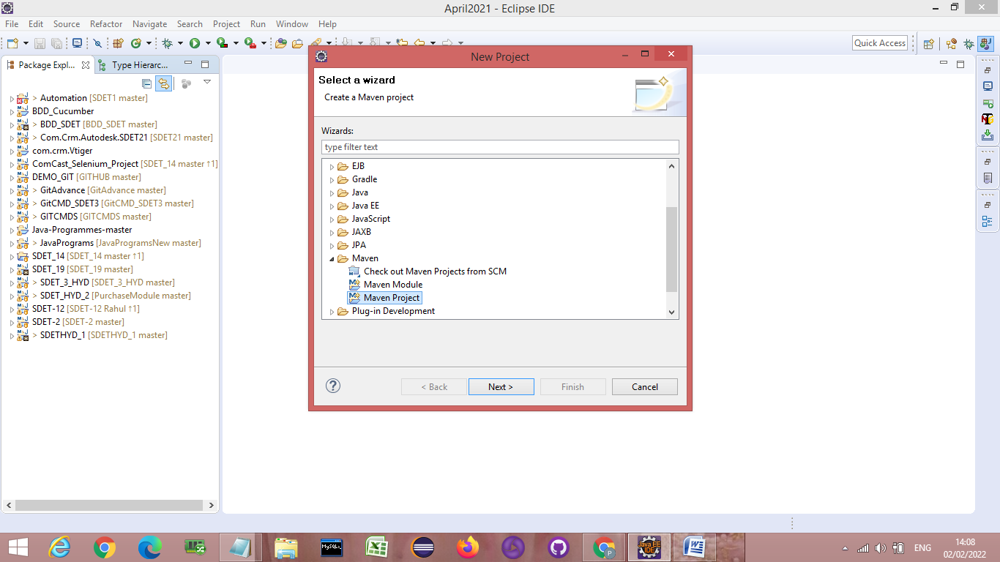 April2021 - Eclipse IDE
File Edit Source Refactor Navigate Search Project Run Window Help
Quick Access
Package Expl... Type Hierarc...
> Automation [SDET1 master]
BDD_Cucumber
> BDD_SDET [BDD_SDET master]
> Com.Crm.Autodesk.SDET21 [SDET21 master]
com.crm.Vtiger
ComCast_Selenium_Project [SDET_14 master ↑1]
DEMO_GIT [GITHUB master]
> GitAdvance [GitAdvance master]
> GitCMD_SDET3 [GitCMD_SDET3 master]
> GITCMDS [GITCMDS master]
Java-Programmes-master
> JavaPrograms [JavaProgramsNew master]
SDET_14 [SDET_14 master ↑1]
SDET_19 [SDET_19 master]
> SDET_3_HYD [SDET_3_HYD master]
> SDET_HYD_2 [PurchaseModule master]
SDET-12 [SDET-12 Rahul ↑1]
SDET-2 [SDET-2 master]
> SDETHYD_1 [SDETHYD_1 master]
New Project
Select a wizard
Create a Maven project
Wizards:
type filter text
EJB
Gradle
Java
Java EE
JavaScript
JAXB
JPA
Maven
Check out Maven Projects from SCM
Maven Module
Maven Project
Plug-in Development
< Back Next > Finish Cancel
MySQL
Java EE
IDE
ENG
14:08
02/02/2022